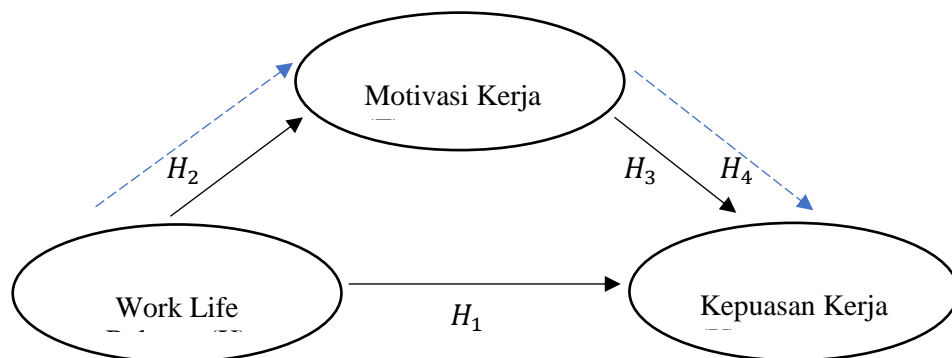 Motivasi Kerja
H₂
H₃ H₄
Work Life
Kepuasan Kerja
H₁